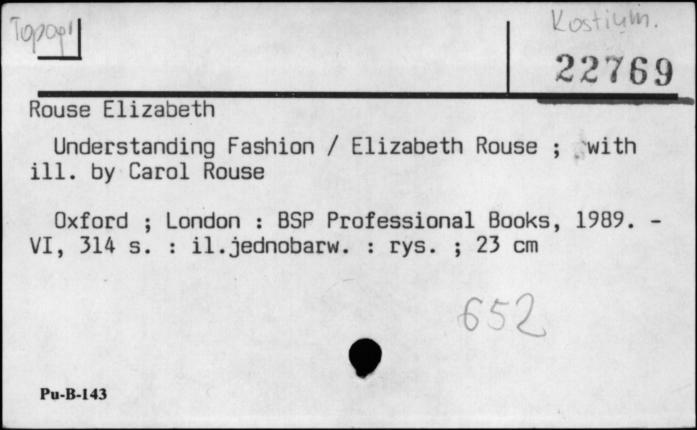 Kostium.
22769
Rouse Elizabeth
Understanding Fashion / Elizabeth Rouse ; with
ill. by Carol Rouse
Oxford ; London : BSP Professional Books, 1989. -
VI, 314 s. : il.jednobarw. : rys. ; 23 cm
652
Pu-B-143